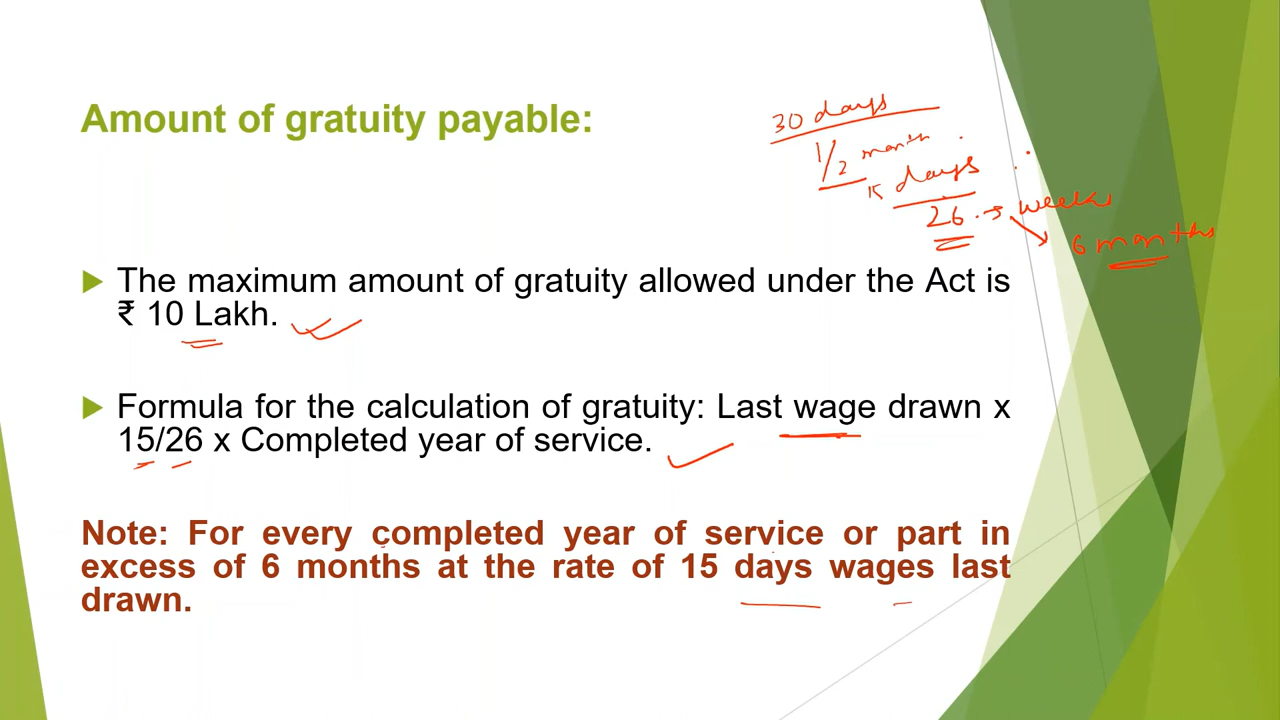 Amount of gratuity payable:
30 days
1/2 month
15 days
26 → weeks
6 months
The maximum amount of gratuity allowed under the Act is
₹ 10 Lakh.
Formula for the calculation of gratuity: Last wage drawn x
15/26 x Completed year of service.
Note: For every completed year of service or part in
excess of 6 months at the rate of 15 days wages last
drawn.